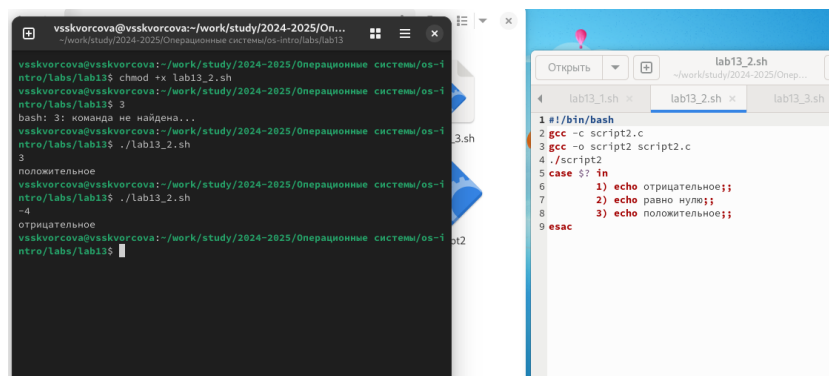 vsskvorcova@vsskvorcova:~/work/study/2024-2025/Оп...
~/work/study/2024-2025/Операционные системы/os-intro/labs/lab13
vsskvorcova@vsskvorcova:~/work/study/2024-2025/Операционные системы/os-i
ntro/labs/lab13$ chmod +x lab13_2.sh
vsskvorcova@vsskvorcova:~/work/study/2024-2025/Операционные системы/os-i
ntro/labs/lab13$ 3
bash: 3: команда не найдена...
vsskvorcova@vsskvorcova:~/work/study/2024-2025/Операционные системы/os-i
ntro/labs/lab13$ ./lab13_2.sh
3
положительное
vsskvorcova@vsskvorcova:~/work/study/2024-2025/Операционные системы/os-i
ntro/labs/lab13$ ./lab13_2.sh
-4
отрицательное
vsskvorcova@vsskvorcova:~/work/study/2024-2025/Операционные системы/os-i
ntro/labs/lab13$
_3.sh
ot2
Открыть
lab13_2.sh
~/work/study/2024-2025/Опер...
lab13_1.sh ×
lab13_2.sh ×
lab13_3.sh
1 #!/bin/bash
2 gcc -c script2.c
3 gcc -o script2 script2.c
4 ./script2
5 case $? in
6 1) echo отрицательное;;
7 2) echo равно нулю;;
8 3) echo положительное;;
9 esac